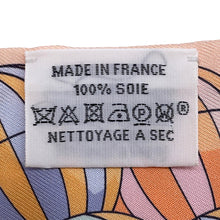 MADE IN FRANCE
100% SOIE
®
NETTOYAGE A SEC